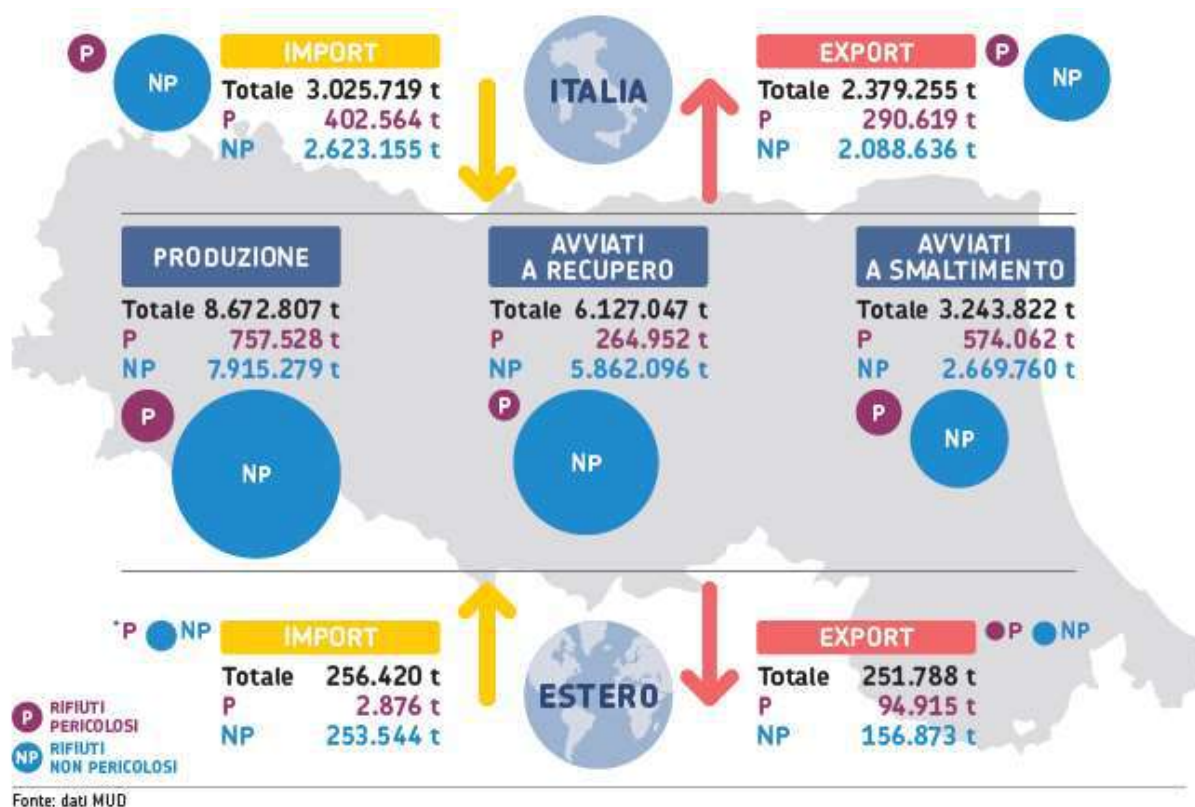 P
NP
IMPORT
Totale 3.025.719 t
P 402.564 t
NP 2.623.155 t
ITALIA
EXPORT
Totale 2.379.255 t
P 290.619 t
NP 2.088.636 t
P
NP
PRODUZIONE
Totale 8.672.807 t
P 757.528 t
NP 7.915.279 t
P
NP
AVVIATI
A RECUPERO
Totale 6.127.047 t
P 264.952 t
NP 5.862.096 t
P
NP
AVVIATI
A SMALTIMENTO
Totale 3.243.822 t
P 574.062 t
NP 2.669.760 t
P
NP
P NP
IMPORT
Totale 256.420 t
P 2.876 t
NP 253.544 t
ESTERO
EXPORT
Totale 251.788 t
P 94.915 t
NP 156.873 t
P NP
P RIFIUTI
PERICOLOSI
NP RIFIUTI
NON PERICOLOSI
Fonte: dati MUD